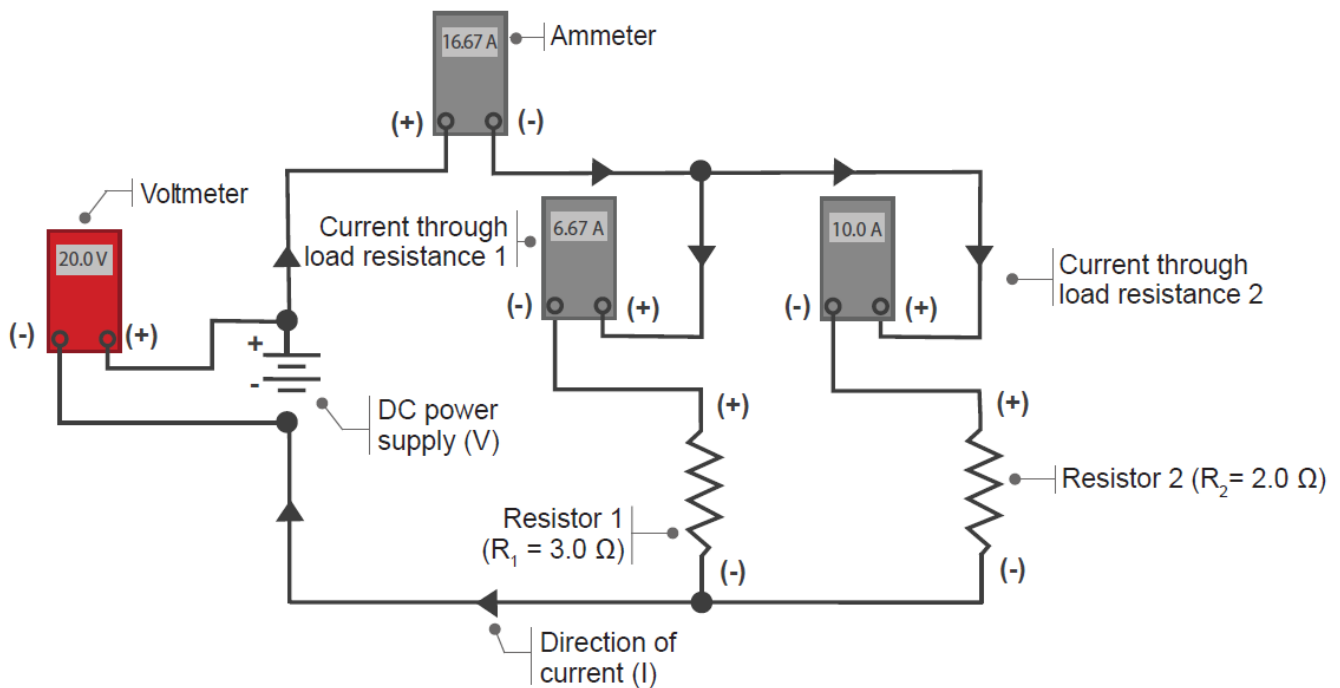 16.67 A
Ammeter
(+)
(-)
Voltmeter
20.0 V
(-)
(+)
Current through
load resistance 1
6.67 A
(-)
(+)
10.0 A
(-)
(+)
Current through
load resistance 2
+
-
DC power
supply (V)
(+)
(+)
Resistor 1
(R₁ = 3.0 Ω)
Resistor 2 (R₂= 2.0 Ω)
(-)
(-)
Direction of
current (I)